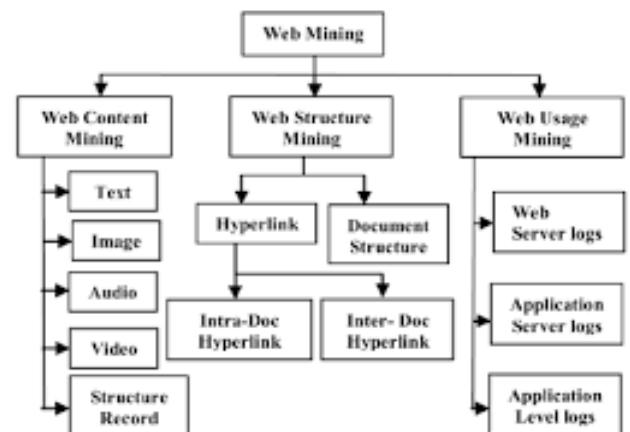 Web Mining
Web Content
Mining
Web Structure
Mining
Web Usage
Mining
Text
Image
Audio
Video
Structure
Record
Hyperlink
Document
Structure
Intra-Doc
Hyperlink
Inter- Doc
Hyperlink
Web
Server logs
Application
Server logs
Application
Level logs